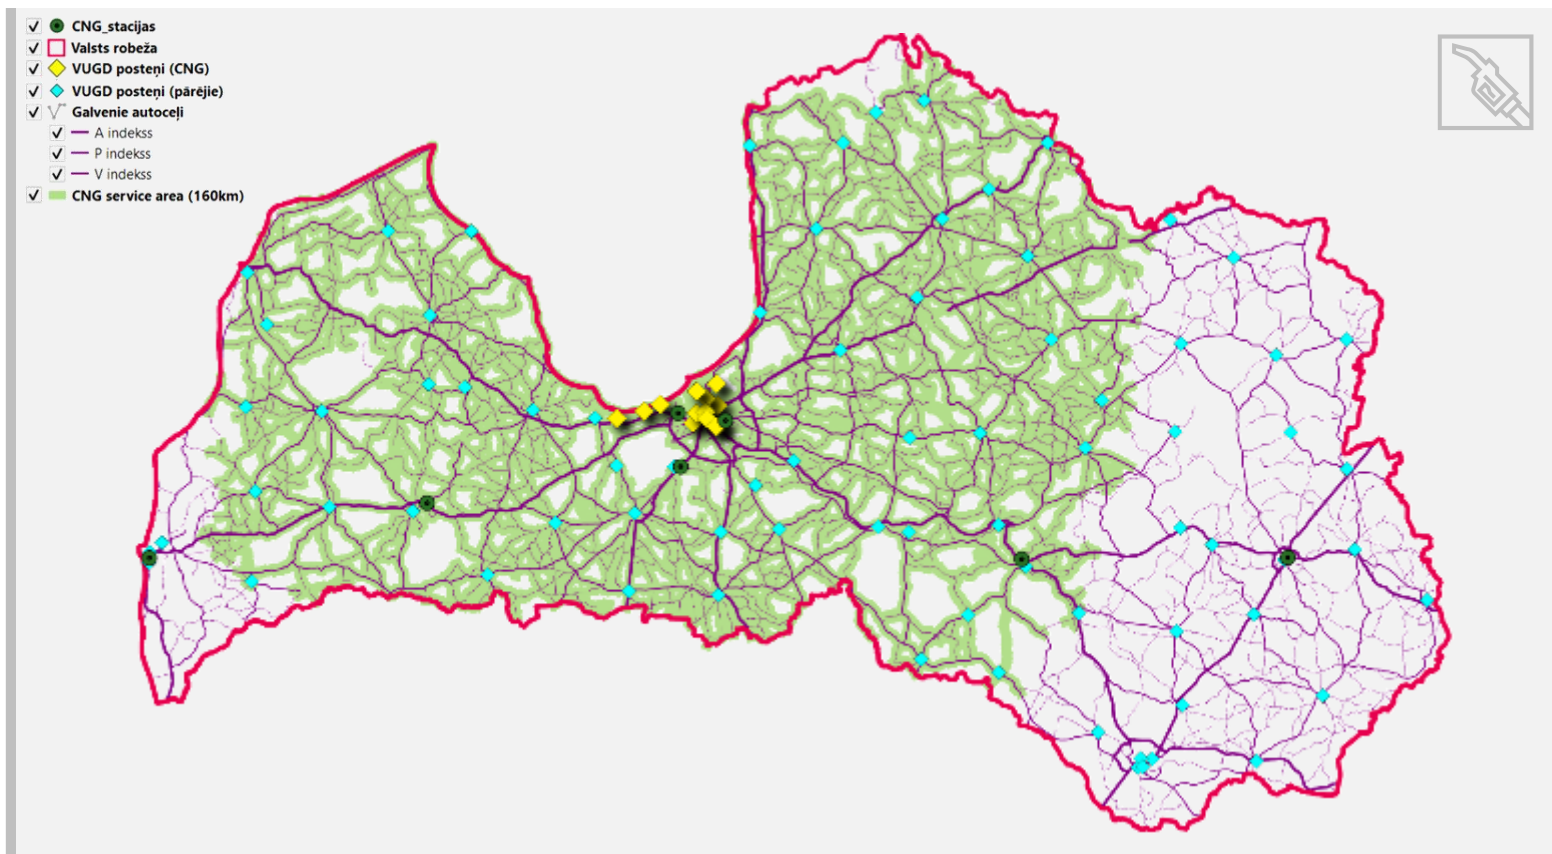 CNG_stacijas
Valsts robeža
VUGD posteņi (CNG)
VUGD posteņi (pārējie)
Galvenie autoceļi
A indekss
P indekss
V indekss
CNG service area (160km)